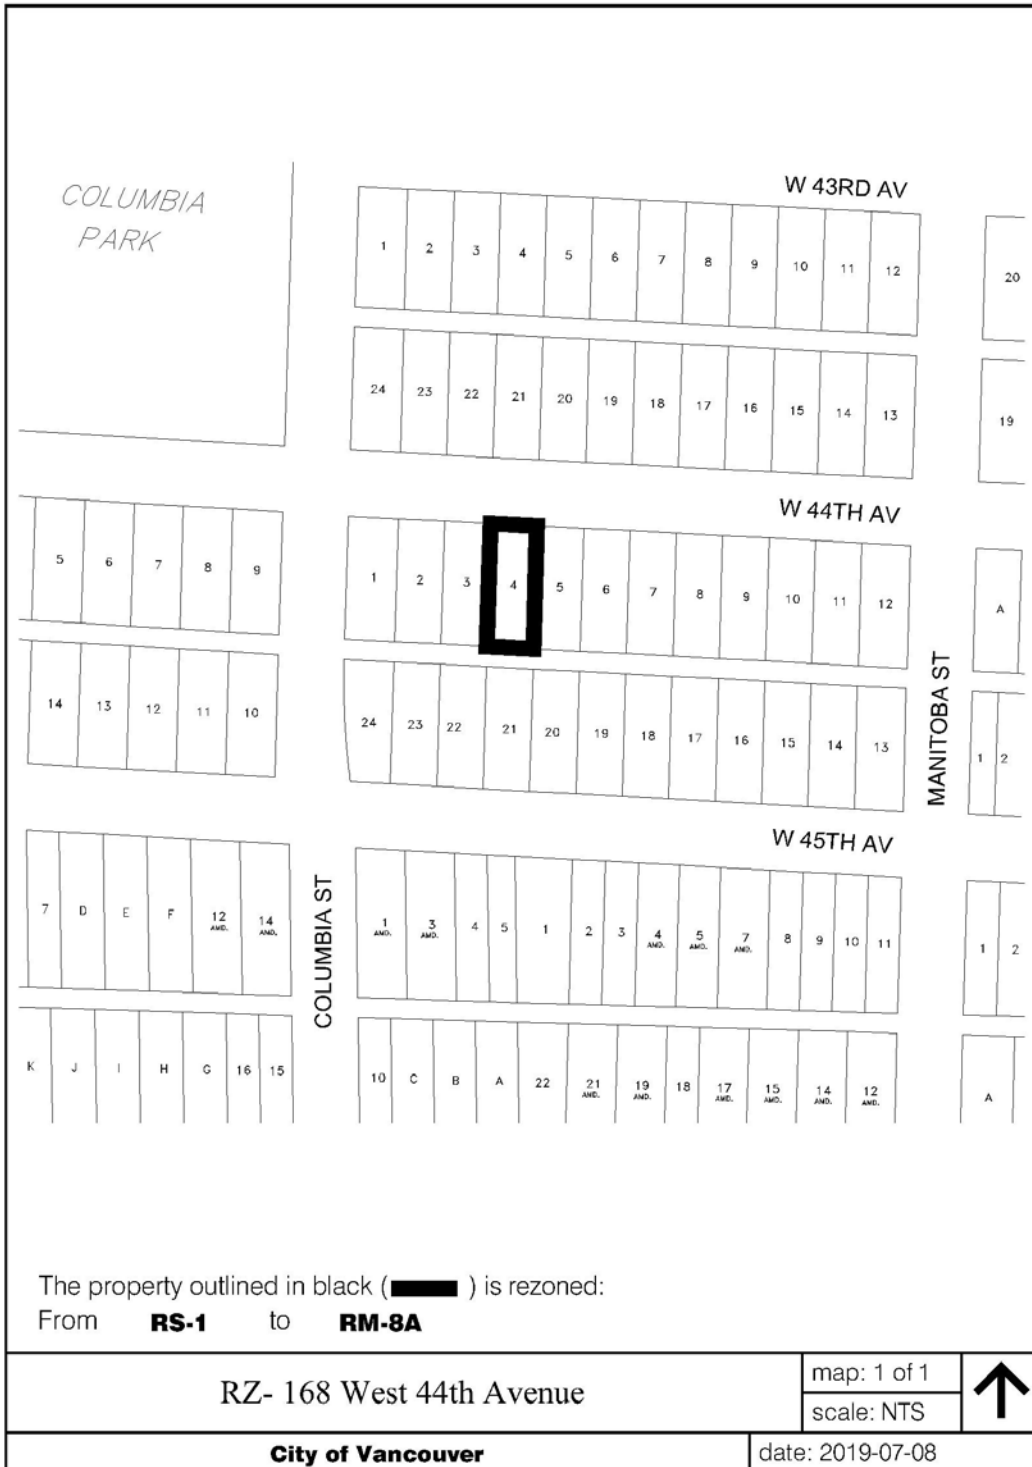 COLUMBIA
PARK
W 43RD AV
1 2 3 4 5 6 7 8 9 10 11 12
20
24 23 22 21 20 19 18 17 16 15 14 13
19
W 44TH AV
5 6 7 8 9
1 2 3 4 5 6 7 8 9 10 11 12
A
14 13 12 11 10
24 23 22 21 20 19 18 17 16 15 14 13
1 2
MANITOBA ST
W 45TH AV
COLUMBIA ST
7 D E F 12 AMD. 14 AMD.
1 AMD. 3 AMD. 4 5 1 2 3 4 AMD. 5 AMD. 7 AMD. 8 9 10 11
1 2
K J I H G 16 15
10 C B A 22 21 AMD. 19 AMD. 18 17 AMD. 15 AMD. 14 AMD. 12 AMD.
A
The property outlined in black ( ) is rezoned:
From RS-1 to RM-8A
RZ- 168 West 44th Avenue
map: 1 of 1
scale: NTS
City of Vancouver
date: 2019-07-08